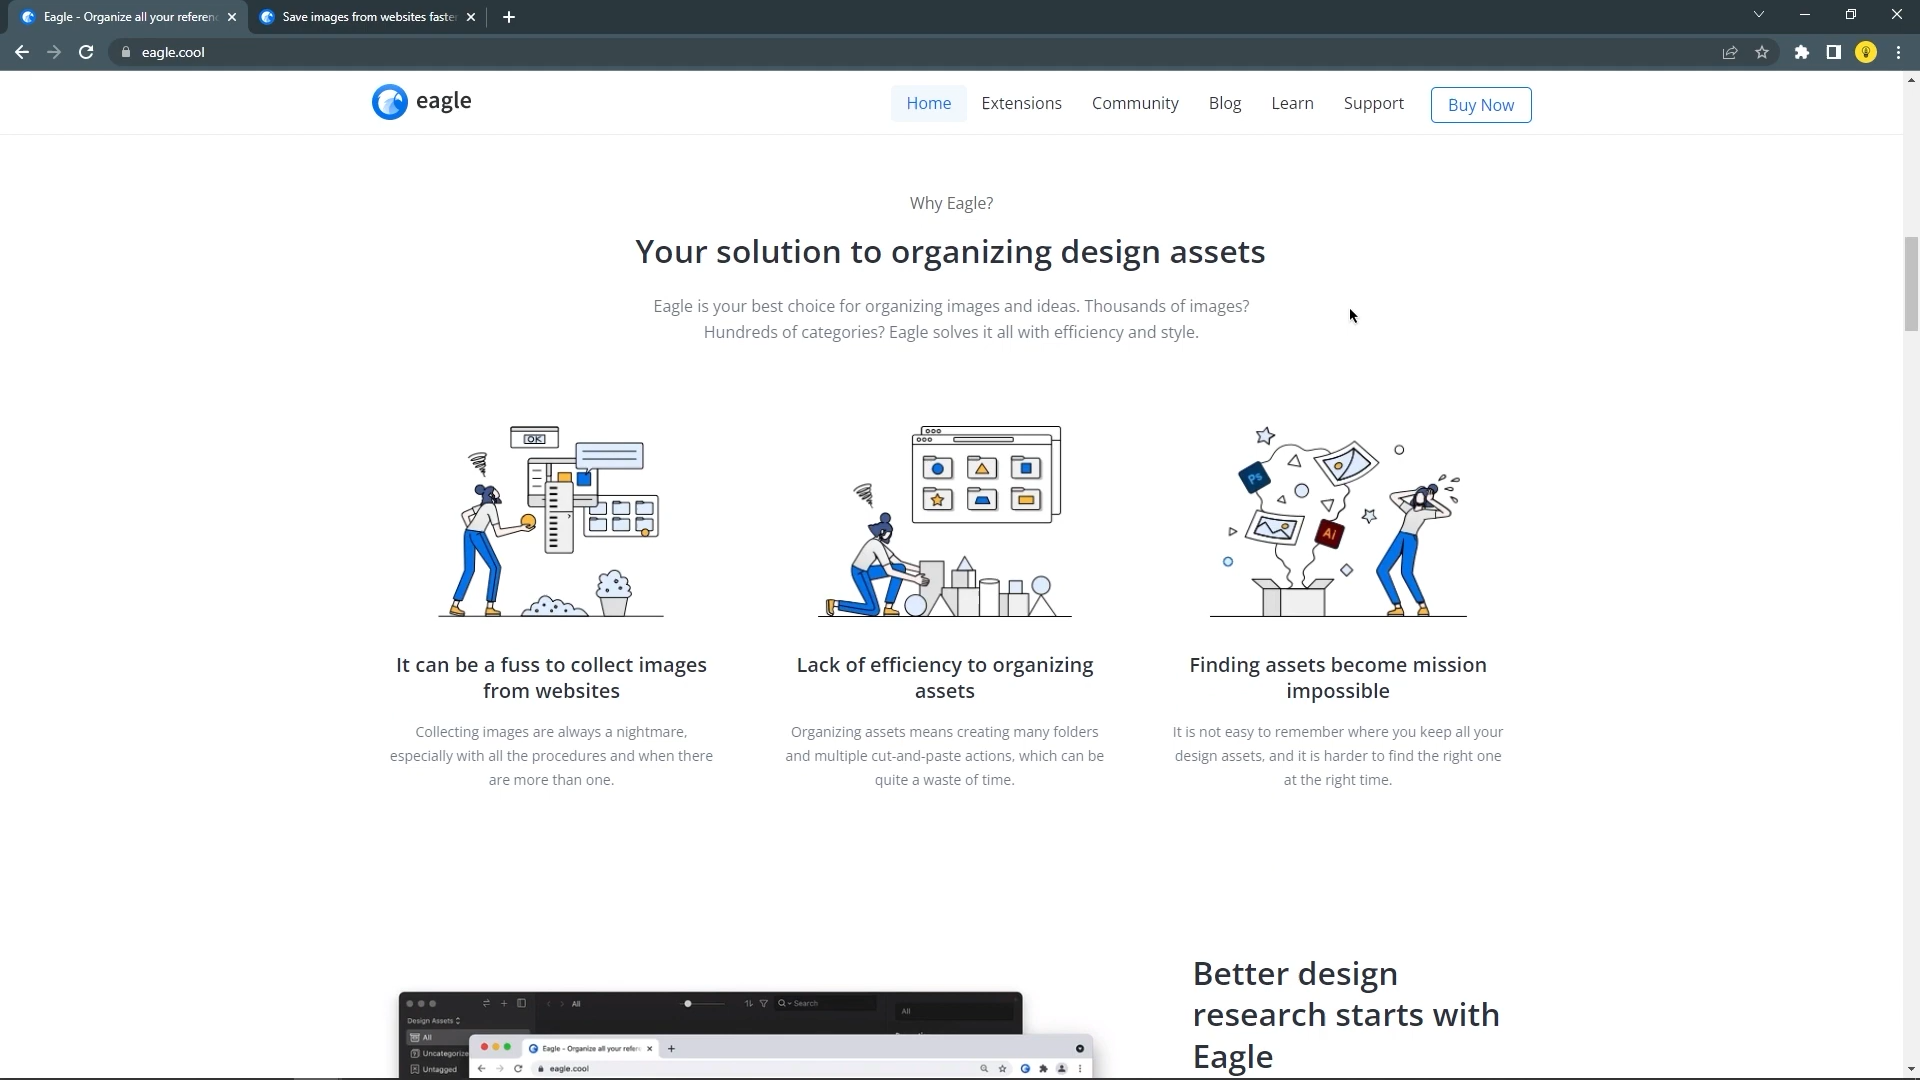 Eagle - Organize all your referenc
Save images from websites faster
eagle.cool
eagle
Home
Extensions
Community
Blog
Learn
Support
Buy Now
Why Eagle?
Your solution to organizing design assets
Eagle is your best choice for organizing images and ideas. Thousands of images?
Hundreds of categories? Eagle solves it all with efficiency and style.
OK
Ps
Ai
It can be a fuss to collect images
from websites
Collecting images are always a nightmare,
especially with all the procedures and when there
are more than one.
Lack of efficiency to organizing
assets
Organizing assets means creating many folders
and multiple cut-and-paste actions, which can be
quite a waste of time.
Finding assets become mission
impossible
It is not easy to remember where you keep all your
design assets, and it is harder to find the right one
at the right time.
Better design
research starts with
Eagle
All
Search
All
Design Assets
All
Uncategorize
Untagged
Eagle - Organize all your refere
eagle.cool